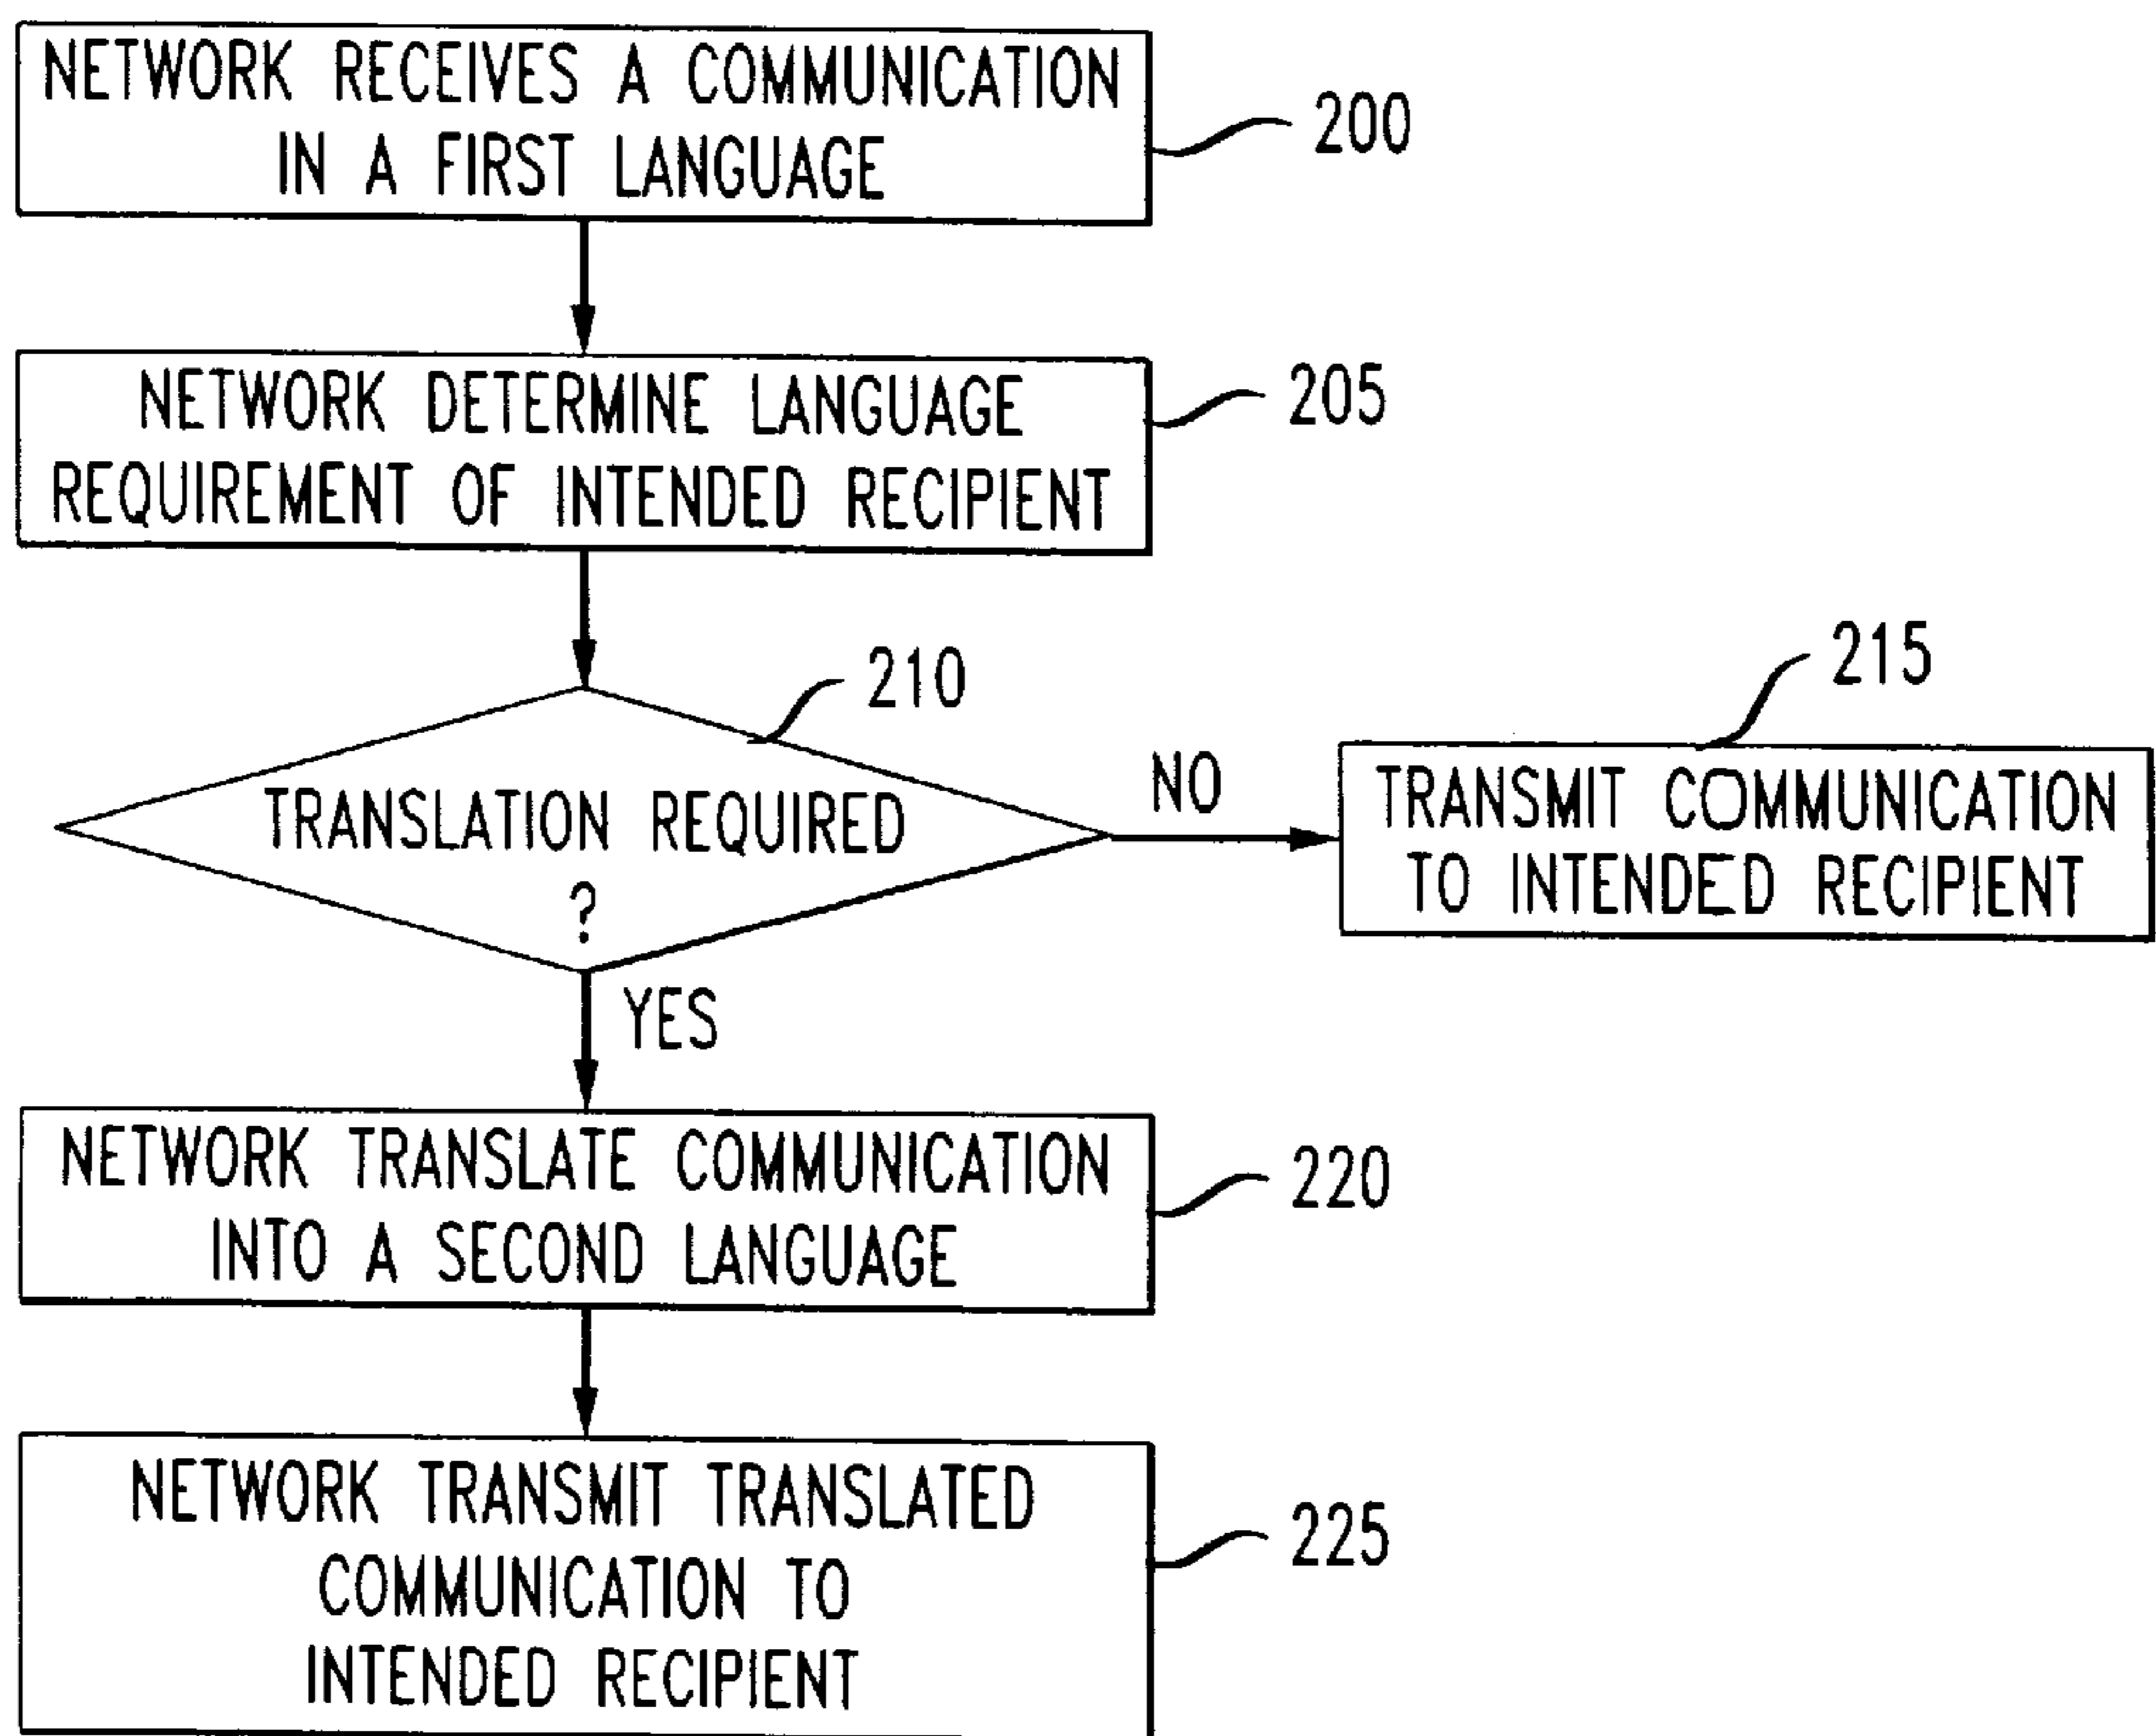 NETWORK RECEIVES A COMMUNICATION
IN A FIRST LANGUAGE
200
NETWORK DETERMINE LANGUAGE
REQUIREMENT OF INTENDED RECIPIENT
205
210
TRANSLATION REQUIRED
?
NO
215
TRANSMIT COMMUNICATION
TO INTENDED RECIPIENT
YES
NETWORK TRANSLATE COMMUNICATION
INTO A SECOND LANGUAGE
220
NETWORK TRANSMIT TRANSLATED
COMMUNICATION TO
INTENDED RECIPIENT
225